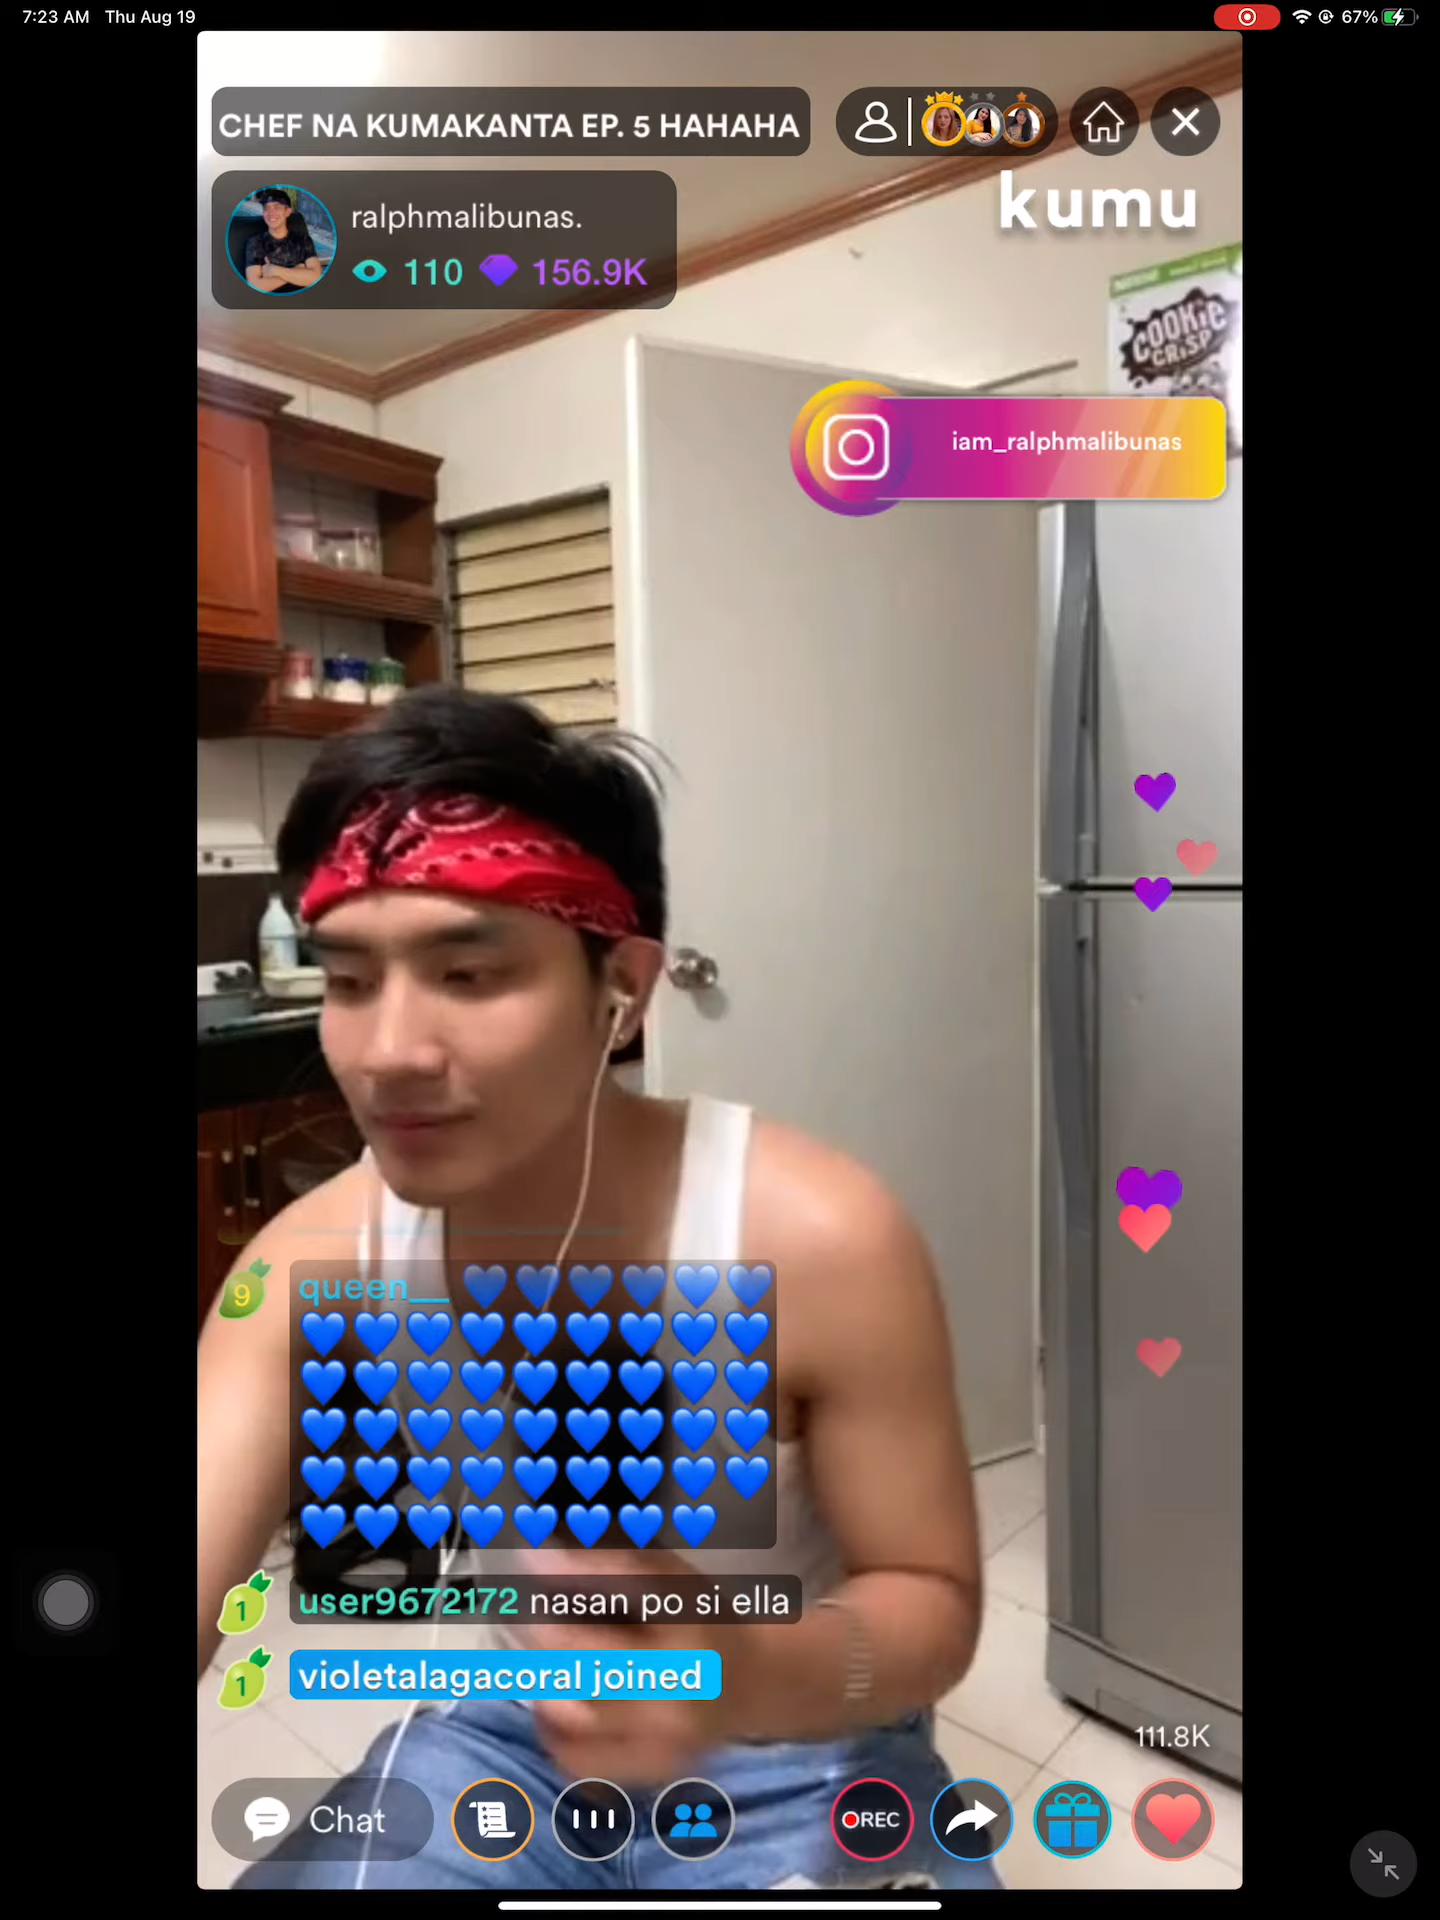 7:23 AM Thu Aug 19
67%
CHEF NA KUMAKANTA EP. 5 HAHAHA
ralphmalibunas.
110 156.9K
kumu
COOKIE
CRISP
iam_ralphmalibunas
9
queen__ 💙💙💙💙💙💙
💙💙💙💙💙💙💙💙💙
💙💙💙💙💙💙💙💙💙
💙💙💙💙💙💙💙💙💙
💙💙💙💙💙💙💙💙💙
💙💙💙💙💙💙💙💙
1
user9672172 nasan po si ella
1
violetalagacoral joined
111.8K
Chat
REC